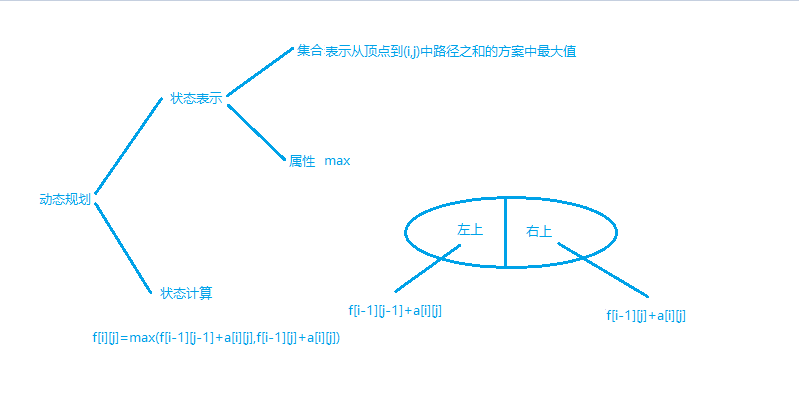 集合 表示从顶点到(i,j)中路径之和的方案中最大值
状态表示
属性 max
动态规划
左上 右上
状态计算
f[i-1][j-1]+a[i][j]
f[i-1][j]+a[i][j]
f[i][j]=max(f[i-1][j-1]+a[i][j],f[i-1][j]+a[i][j])